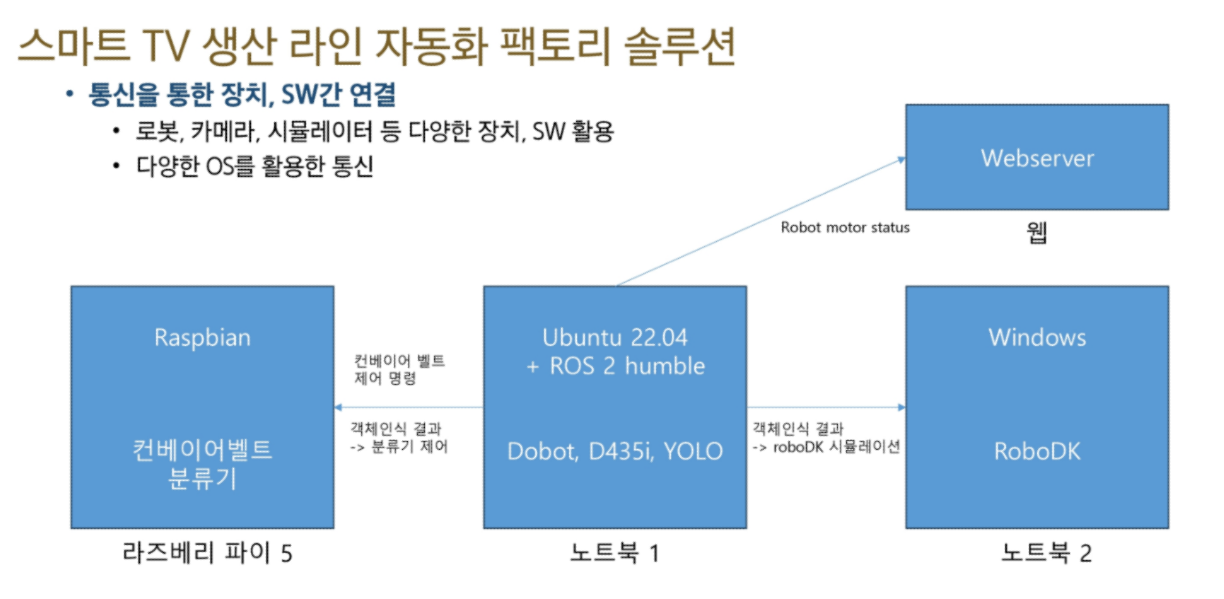 스마트 TV 생산 라인 자동화 팩토리 솔루션
• 통신을 통한 장치, SW간 연결
• 로봇, 카메라, 시뮬레이터 등 다양한 장치, SW 활용
• 다양한 OS를 활용한 통신
Webserver
Robot motor status
웹
Raspbian
컨베이어벨트
분류기
라즈베리 파이 5
컨베이어 벨트
제어 명령
객체인식 결과
-> 분류기 제어
Ubuntu 22.04
+ ROS 2 humble
Dobot, D435i, YOLO
노트북 1
객체인식 결과
-> roboDK 시뮬레이션
Windows
RoboDK
노트북 2